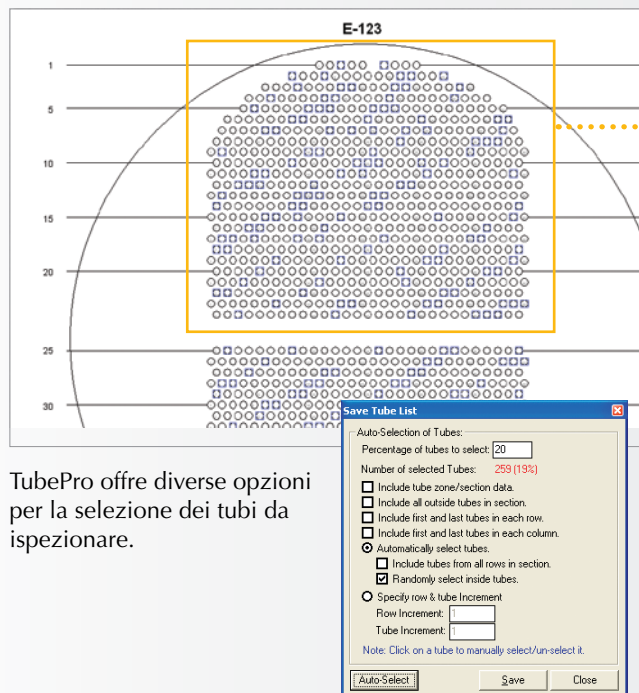 E-123
1
5
10
15
20
25
30
Save Tube List
Auto-Selection of Tubes:
Percentage of tubes to select: 20
Number of selected Tubes: 259 (19%)
Include tube zone/section data.
Include all outside tubes in section.
Include first and last tubes in each row.
Include first and last tubes in each column.
Automatically select tubes.
Include tubes from all rows in section.
Randomly select inside tubes.
Specify row & tube Increment
Row Increment: 1
Tube Increment: 1
Note: Click on a tube to manually select/un-select it.
Auto-Select Save Close
TubePro offre diverse opzioni
per la selezione dei tubi da
ispezionare.